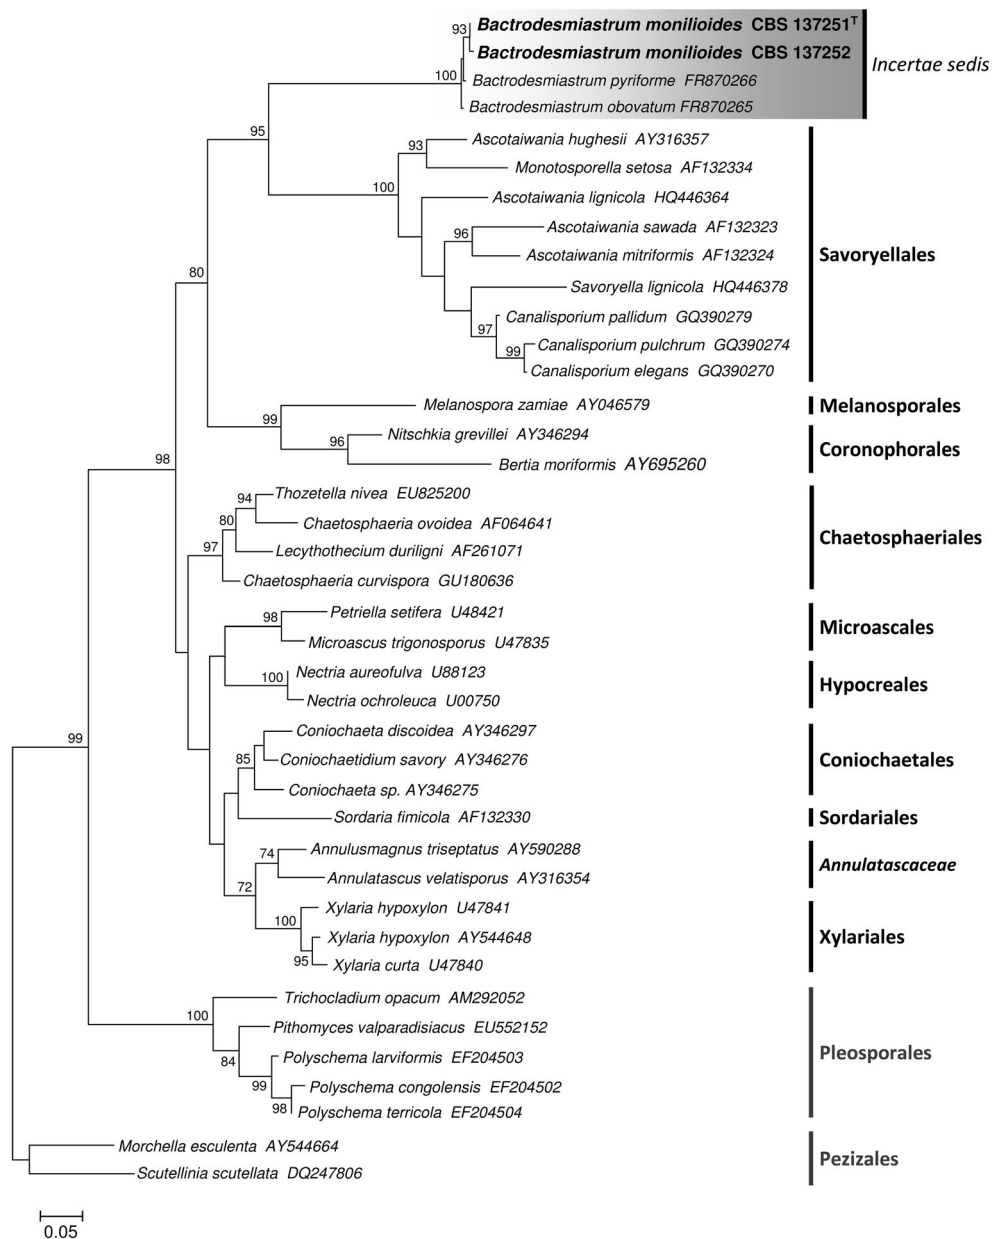 93
Bactrodesmiastrum monilioides CBS 137251T
Bactrodesmiastrum monilioides CBS 137252
Incertae sedis
100
Bactrodesmiastrum pyriforme FR870266
Bactrodesmiastrum obovatum FR870265
95
Ascotaiwania hughesii AY316357
93
Monotosporella setosa AF132334
100
Ascotaiwania lignicola HQ446364
Ascotaiwania sawada AF132323
96
Ascotaiwania mitriformis AF132324
Savoryellales
80
Savoryella lignicola HQ446378
Canalisporium pallidum GQ390279
97
Canalisporium pulchrum GQ390274
99
Canalisporium elegans GQ390270
Melanospora zamiae AY046579
Melanosporales
99
Nitschkia grevillei AY346294
96
Coronophorales
Bertia moriformis AY695260
98
Thozetella nivea EU825200
94
Chaetosphaeria ovoidea AF064641
80
Chaetosphaeriales
97
Lecythothecium duriligni AF261071
Chaetosphaeria curvispora GU180636
Petriella setifera U48421
98
Microascales
Microascus trigonosporus U47835
Nectria aureofulva U88123
100
Hypocreales
Nectria ochroleuca U00750
Coniochaeta discoidea AY346297
99
85
Coniochaetidium savory AY346276
Coniochaetales
Coniochaeta sp. AY346275
Sordaria fimicola AF132330
Sordariales
Annulusmagnus triseptatus AY590288
74
Annulatascaceae
Annulatascus velatisporus AY316354
72
Xylaria hypoxylon U47841
100
Xylaria hypoxylon AY544648
Xylariales
95
Xylaria curta U47840
Trichocladium opacum AM292052
100
Pithomyces valparadisiacus EU552152
84
Pleosporales
Polyschema larviformis EF204503
99
Polyschema congolensis EF204502
98
Polyschema terricola EF204504
Morchella esculenta AY544664
Pezizales
Scutellinia scutellata DQ247806
0.05